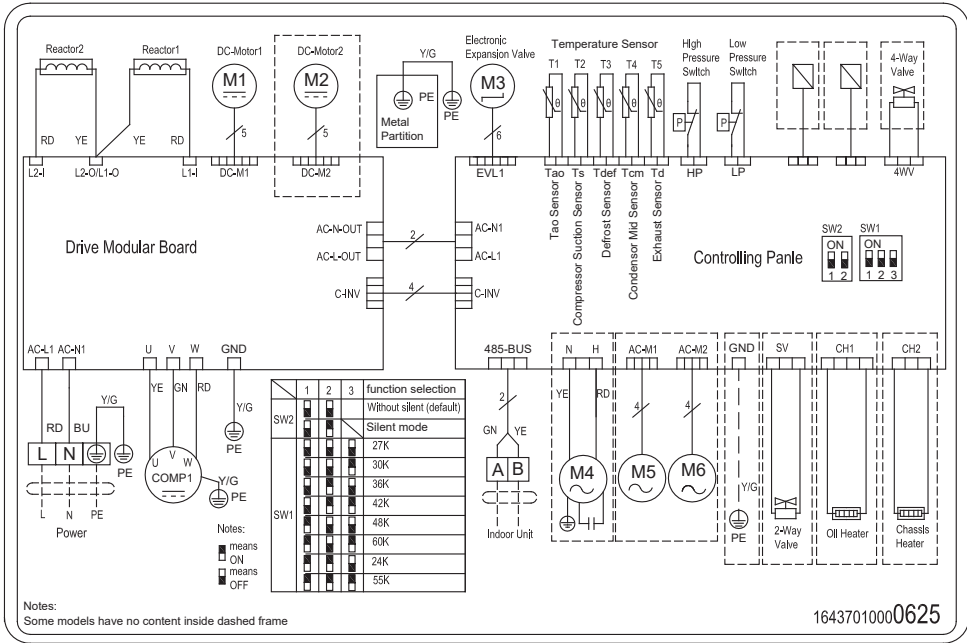 Reactor2
Reactor1
DC-Motor1
DC-Motor2
Electronic
Expansion Valve
Temperature Sensor
High
Pressure
Switch
Low
Pressure
Switch
4-Way
Valve
T1 T2 T3 T4 T5
M1
M2
Y/G
PE
PE
Metal
Partition
M3
θ θ θ θ θ
P
P
RD YE YE RD
5
5
6
L2-I L2-O/L1-O L1-I DC-M1 DC-M2
EVL1 Tao Ts Tdef Tcm Td HP LP 4WV
Tao Sensor
Compressor Suction Sensor
Defrost Sensor
Condensor Mid Sensor
Exhaust Sensor
Drive Modular Board
AC-N-OUT
AC-L-OUT
C-INV
2
4
AC-N1
AC-L1
C-INV
Controlling Panle
SW2 SW1
ON ON
1 2 1 2 3
AC-L1 AC-N1 U V W GND
485-BUS N H AC-M1 AC-M2 GND SV CH1 CH2
RD BU
Y/G
PE
L N
L N PE
Power
YE GN RD
U V W
COMP1
Y/G
PE
Y/G
PE
Notes:
means
ON
means
OFF
1 2 3 function selection
SW2
Without silent (default)
Silent mode
SW1
27K
30K
36K
42K
48K
60K
24K
55K
2
GN YE
A B
Indoor Unit
YE RD
M4
4
4
M5
M6
Y/G
PE
2-Way
Valve
Oil Heater
Chassis
Heater
Notes:
Some models have no content inside dashed frame
16437010000625